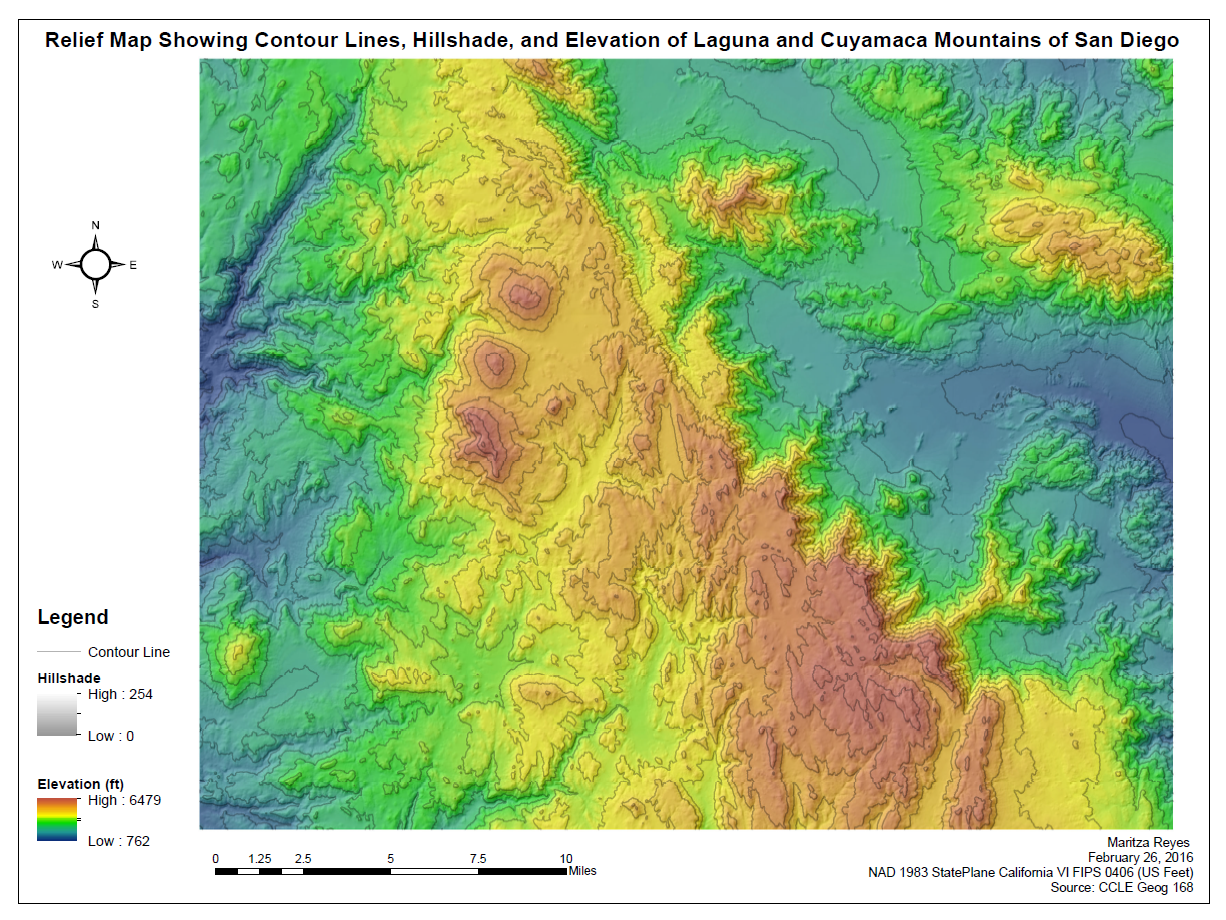 Relief Map Showing Contour Lines, Hillshade, and Elevation of Laguna and Cuyamaca Mountains of San Diego
N
W E
S
Legend
Contour Line
Hillshade
High : 254
Low : 0
Elevation (ft)
High : 6479
Low : 762
0 1.25 2.5 5 7.5 10
Miles
Maritza Reyes
February 26, 2016
NAD 1983 StatePlane California VI FIPS 0406 (US Feet)
Source: CCLE Geog 168